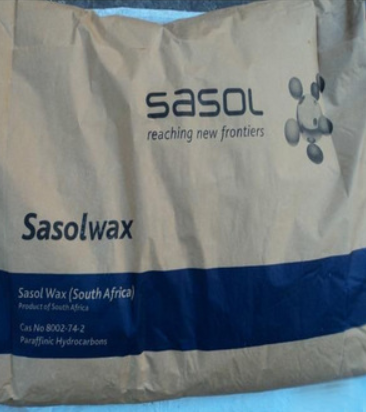 sasol
reaching new frontiers
Sasolwax
Sasol Wax (South Africa)
Product of South Africa
Cas No 8002-74-2
Paraffinic Hydrocarbons